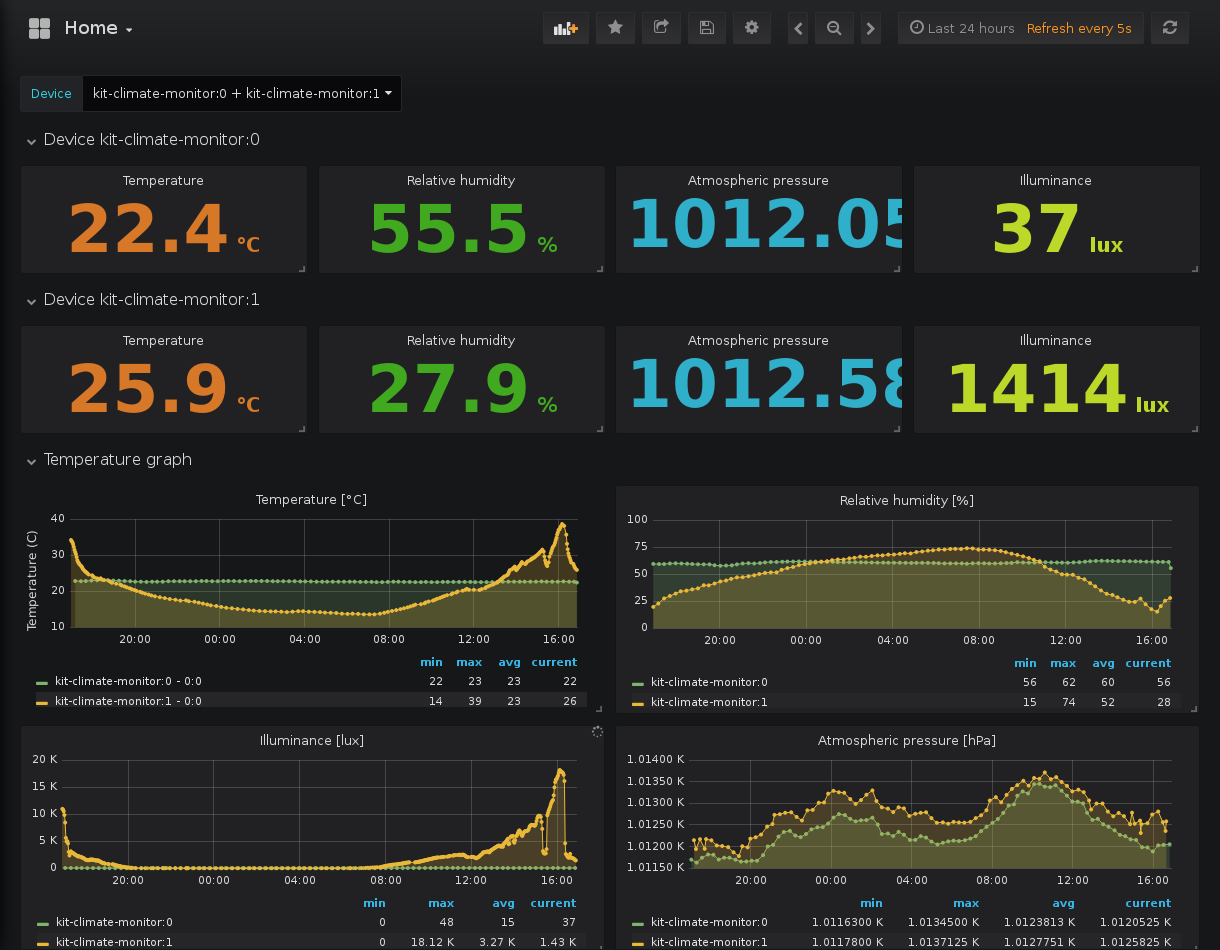 Home
Last 24 hours Refresh every 5s
Device kit-climate-monitor:0 + kit-climate-monitor:1
Device kit-climate-monitor:0
Temperature Relative humidity Atmospheric pressure Illuminance
22.4 °C 55.5 % 1012.05 37 lux
Device kit-climate-monitor:1
Temperature Relative humidity Atmospheric pressure Illuminance
25.9 °C 27.9 % 1012.58 1414 lux
Temperature graph
Temperature [°C]
Temperature (C)
40
30
20
10
20:00 00:00 04:00 08:00 12:00 16:00
min max avg current
kit-climate-monitor:0 - 0:0 22 23 23 22
kit-climate-monitor:1 - 0:0 14 39 23 26
Relative humidity [%]
100
75
50
25
0
20:00 00:00 04:00 08:00 12:00 16:00
min max avg current
kit-climate-monitor:0 56 62 60 56
kit-climate-monitor:1 15 74 52 28
Illuminance [lux]
20 K
15 K
10 K
5 K
0
20:00 00:00 04:00 08:00 12:00 16:00
min max avg current
kit-climate-monitor:0 0 48 15 37
kit-climate-monitor:1 0 18.12 K 3.27 K 1.43 K
Atmospheric pressure [hPa]
1.01400 K
1.01350 K
1.01300 K
1.01250 K
1.01200 K
1.01150 K
20:00 00:00 04:00 08:00 12:00 16:00
min max avg current
kit-climate-monitor:0 1.0116300 K 1.0134500 K 1.0123813 K 1.0120525 K
kit-climate-monitor:1 1.0117800 K 1.0137125 K 1.0127751 K 1.0125825 K